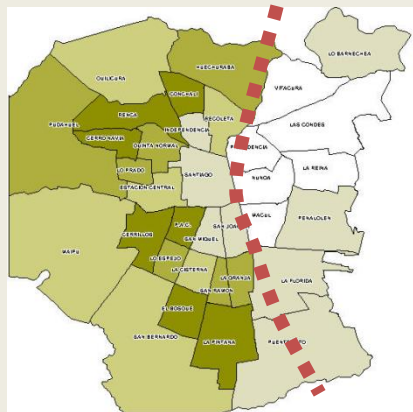 LO BARNECHEA
QUILICURA
HUECHURABA
VITACURA
CONCHALI
PUDAHUEL
RENCA
RECOLETA
LAS CONDES
INDEPENDENCIA
CERRO NAVIA
QUINTA NORMAL
LA REINA
LO PRADO
SANTIAGO
ESTACION CENTRAL
MACUL
PEÑALOLEN
CERRILLOS
P.A.C.
SAN MIGUEL
MAIPU
LO ESPEJO
LA CISTERNA
LA GRANJA
LA FLORIDA
SAN RAMON
EL BOSQUE
SAN BERNARDO
LA PINTANA